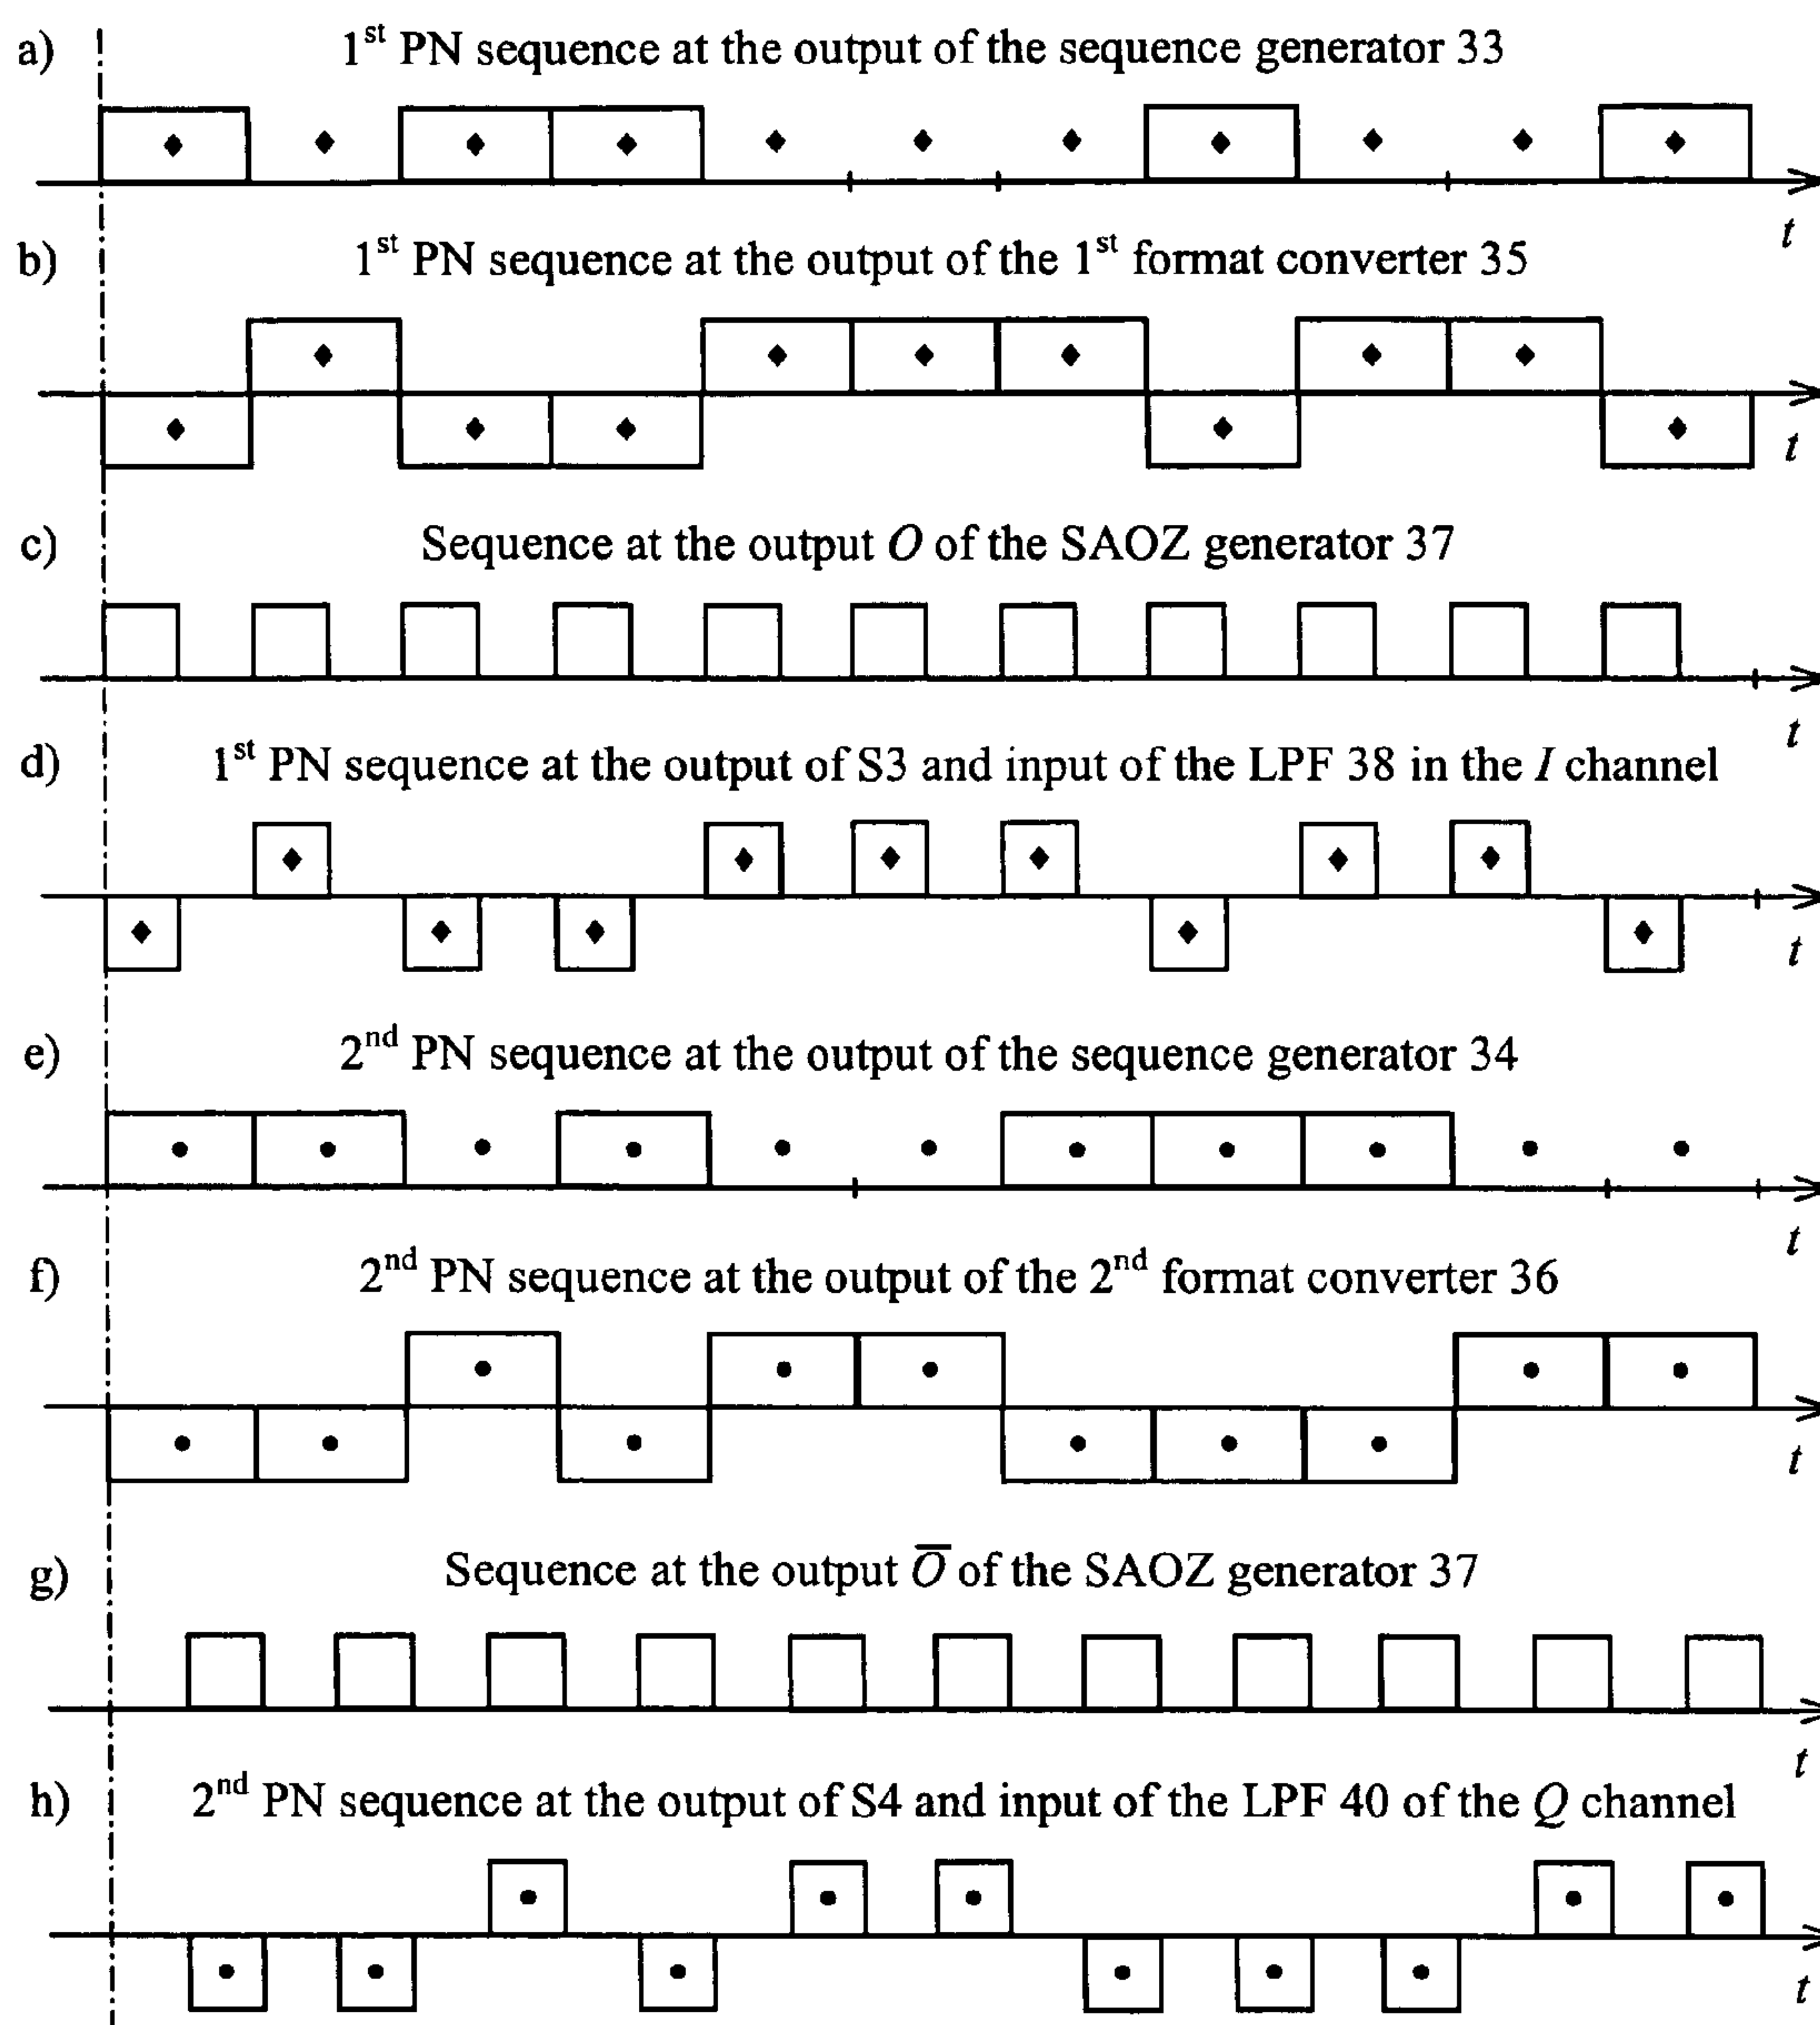 a) 1st PN sequence at the output of the sequence generator 33
t
b) 1st PN sequence at the output of the 1st format converter 35
t
c) Sequence at the output O of the SAOZ generator 37
t
d) 1st PN sequence at the output of S3 and input of the LPF 38 in the I channel
t
e) 2nd PN sequence at the output of the sequence generator 34
t
f) 2nd PN sequence at the output of the 2nd format converter 36
t
g) Sequence at the output O̅ of the SAOZ generator 37
t
h) 2nd PN sequence at the output of S4 and input of the LPF 40 of the Q channel
t